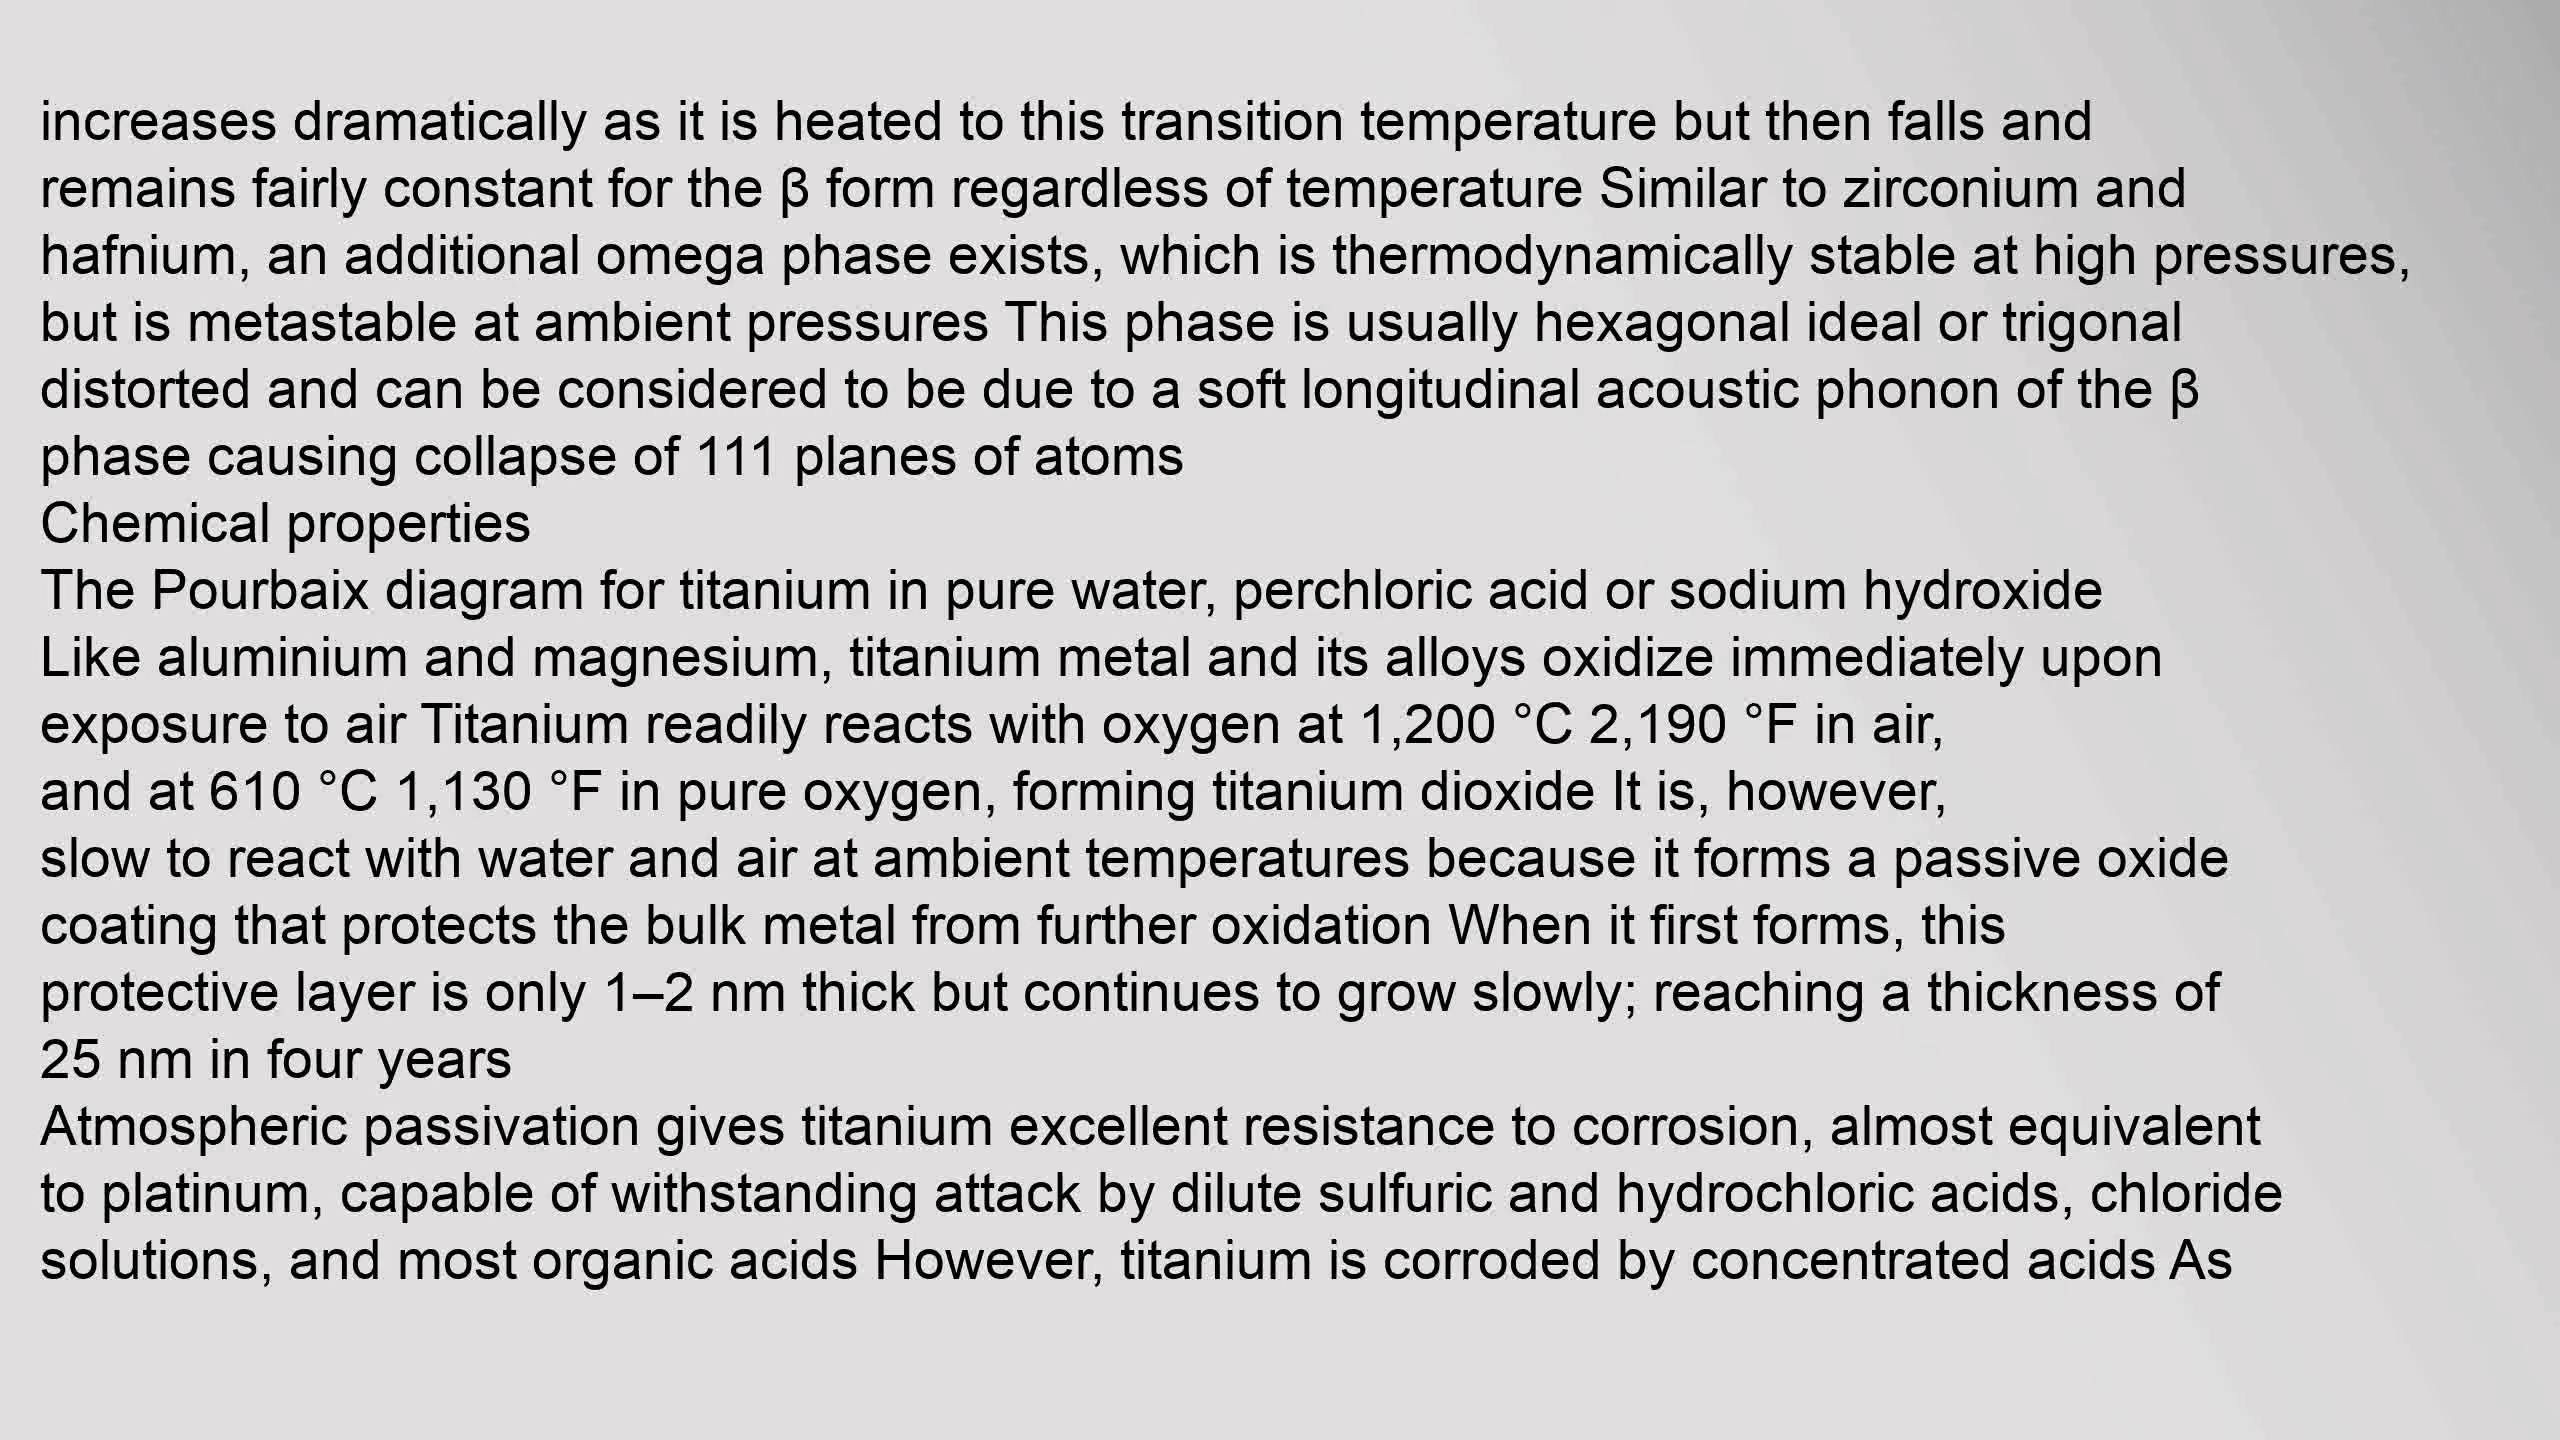 increases dramatically as it is heated to this transition temperature but then falls and
remains fairly constant for the β form regardless of temperature Similar to zirconium and
hafnium, an additional omega phase exists, which is thermodynamically stable at high pressures,
but is metastable at ambient pressures This phase is usually hexagonal ideal or trigonal
distorted and can be considered to be due to a soft longitudinal acoustic phonon of the β
phase causing collapse of 111 planes of atoms
Chemical properties
The Pourbaix diagram for titanium in pure water, perchloric acid or sodium hydroxide
Like aluminium and magnesium, titanium metal and its alloys oxidize immediately upon
exposure to air Titanium readily reacts with oxygen at 1,200 °C 2,190 °F in air,
and at 610 °C 1,130 °F in pure oxygen, forming titanium dioxide It is, however,
slow to react with water and air at ambient temperatures because it forms a passive oxide
coating that protects the bulk metal from further oxidation When it first forms, this
protective layer is only 1–2 nm thick but continues to grow slowly; reaching a thickness of
25 nm in four years
Atmospheric passivation gives titanium excellent resistance to corrosion, almost equivalent
to platinum, capable of withstanding attack by dilute sulfuric and hydrochloric acids, chloride
solutions, and most organic acids However, titanium is corroded by concentrated acids As